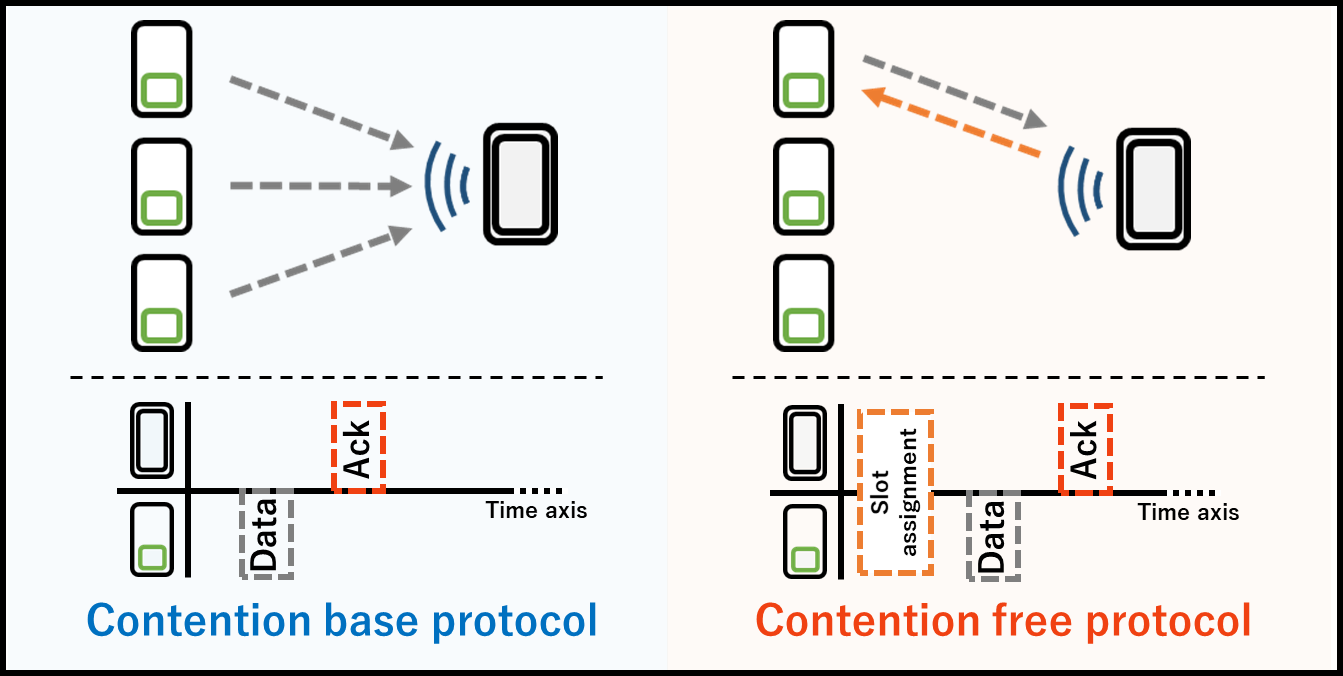 Ack
Data
Time axis
Contention base protocol
Slot
assignment
Ack
Data
Time axis
Contention free protocol